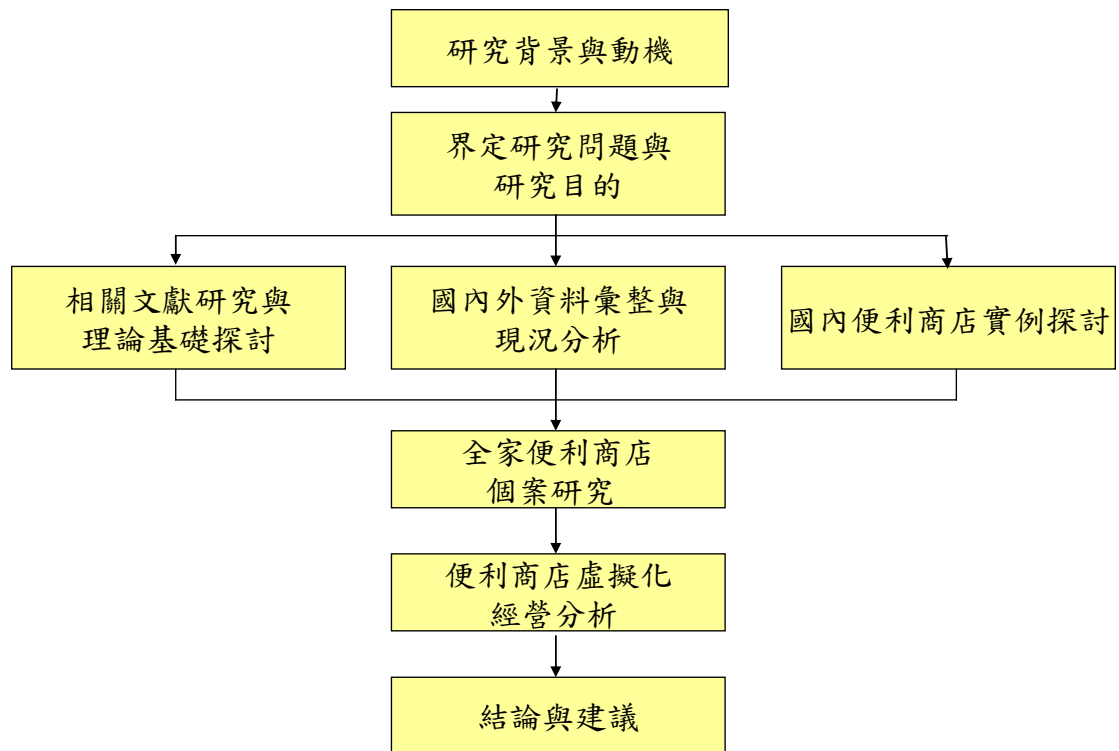 研究背景與動機
界定研究問題與
研究目的
相關文獻研究與
理論基礎探討
國內外資料彙整與
現況分析
國內便利商店實例探討
全家便利商店
個案研究
便利商店虛擬化
經營分析
結論與建議